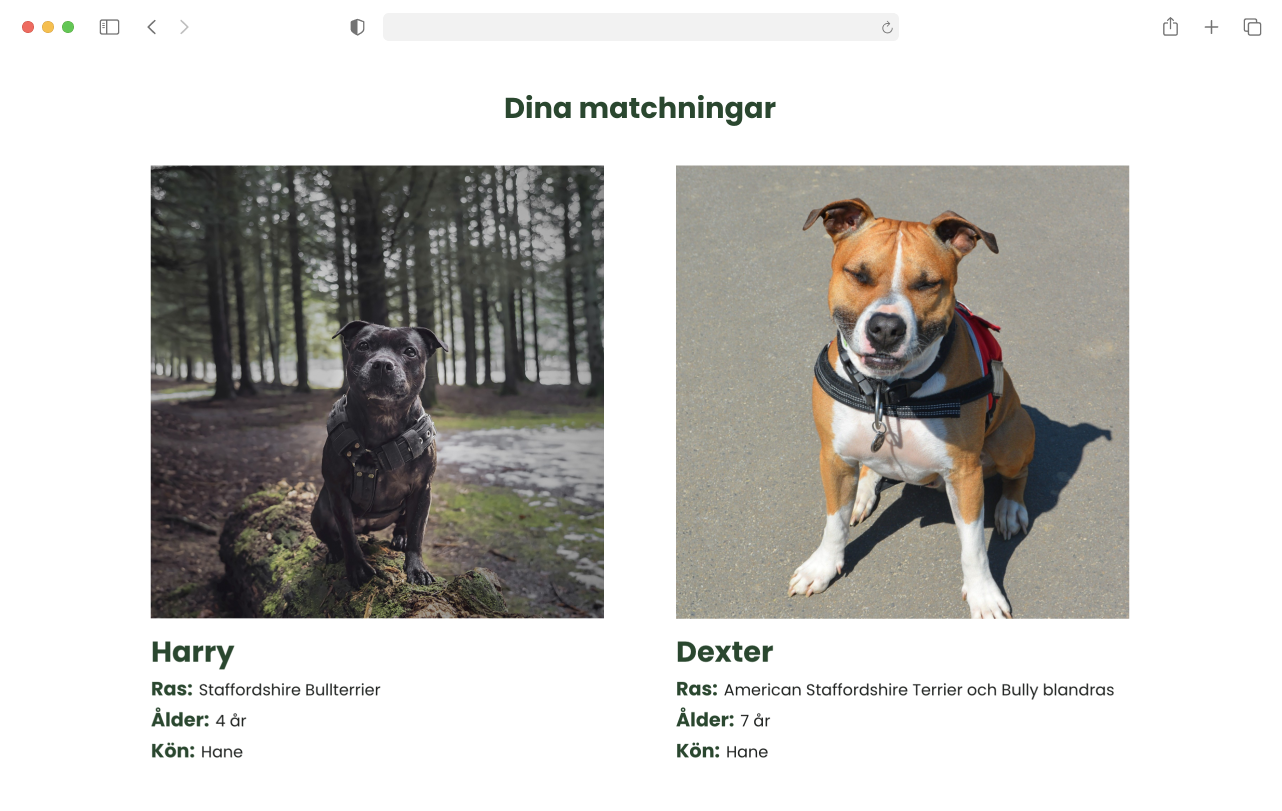 Dina matchningar
Harry
Ras: Staffordshire Bullterrier
Ålder: 4 år
Kön: Hane
Dexter
Ras: American Staffordshire Terrier och Bully blandras
Ålder: 7 år
Kön: Hane